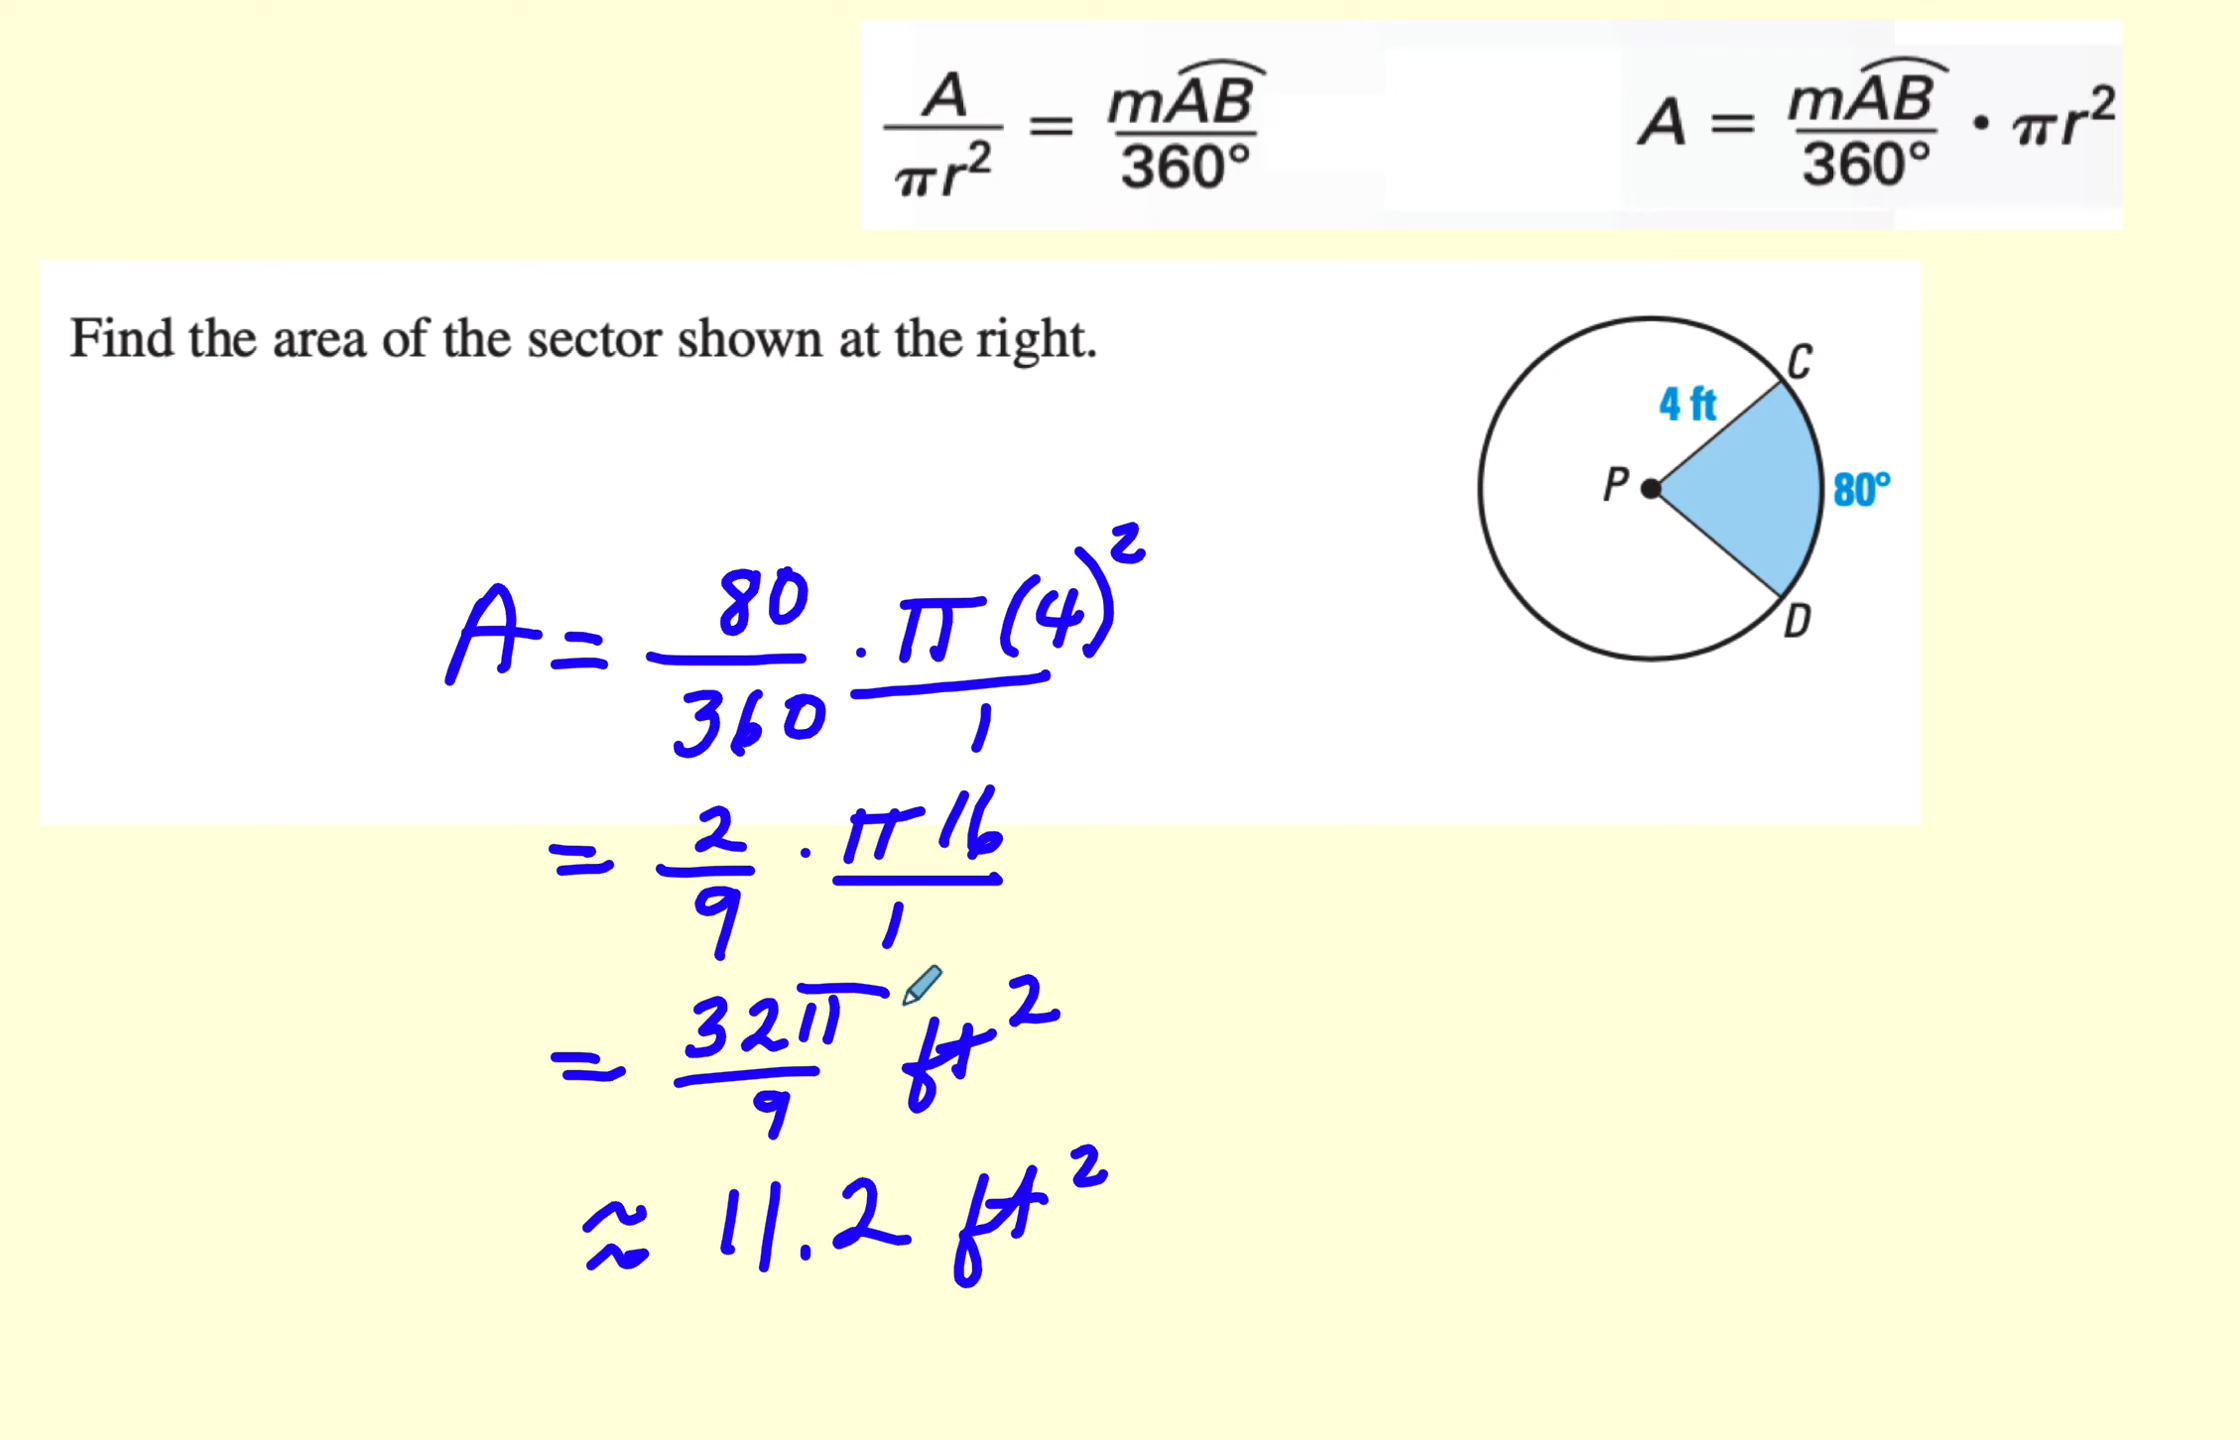 A/πr² = mAB/360°
A = mAB/360° • πr²
Find the area of the sector shown at the right.
C
4 ft
P
80°
D
A = 80/360 · π(4)²/1
= 2/9 · π16/1
= 32π/9 ft²
≈ 11.2 ft²